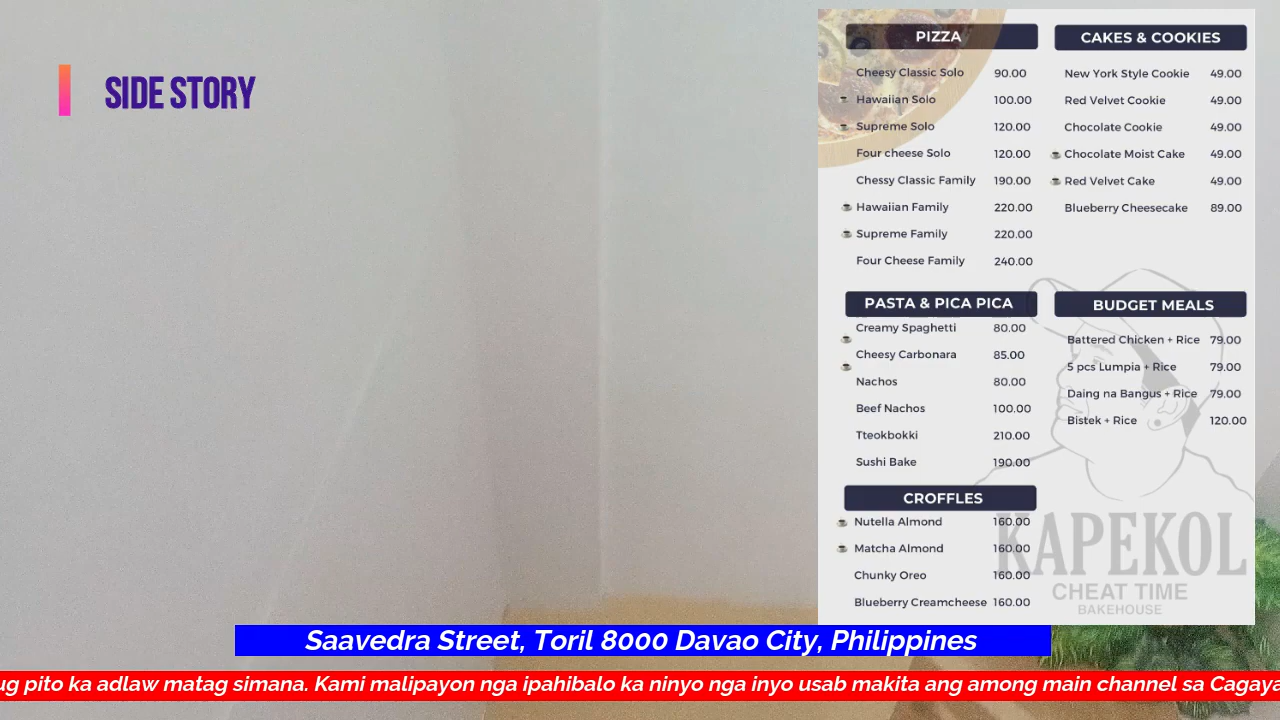 SIDE STORY
PIZZA
Cheesy Classic Solo 90.00
Hawaiian Solo 100.00
Supreme Solo 120.00
Four cheese Solo 120.00
Chessy Classic Family 190.00
Hawaiian Family 220.00
Supreme Family 220.00
Four Cheese Family 240.00
PASTA & PICA PICA
Creamy Spaghetti 80.00
Cheesy Carbonara 85.00
Nachos 80.00
Beef Nachos 100.00
Tteokbokki 210.00
Sushi Bake 190.00
CROFFLES
Nutella Almond 160.00
Matcha Almond 160.00
Chunky Oreo 160.00
Blueberry Creamcheese 160.00
CAKES & COOKIES
New York Style Cookie 49.00
Red Velvet Cookie 49.00
Chocolate Cookie 49.00
Chocolate Moist Cake 49.00
Red Velvet Cake 49.00
Blueberry Cheesecake 89.00
BUDGET MEALS
Battered Chicken + Rice 79.00
5 pcs Lumpia + Rice 79.00
Daing na Bangus + Rice 79.00
Bistek + Rice 120.00
KAPEKOL
CHEAT TIME
BAKEHOUSE
Saavedra Street, Toril 8000 Davao City, Philippines
ug pito ka adlaw matag simana. Kami malipayon nga ipahibalo ka ninyo nga inyo usab makita ang among main channel sa Cagaya